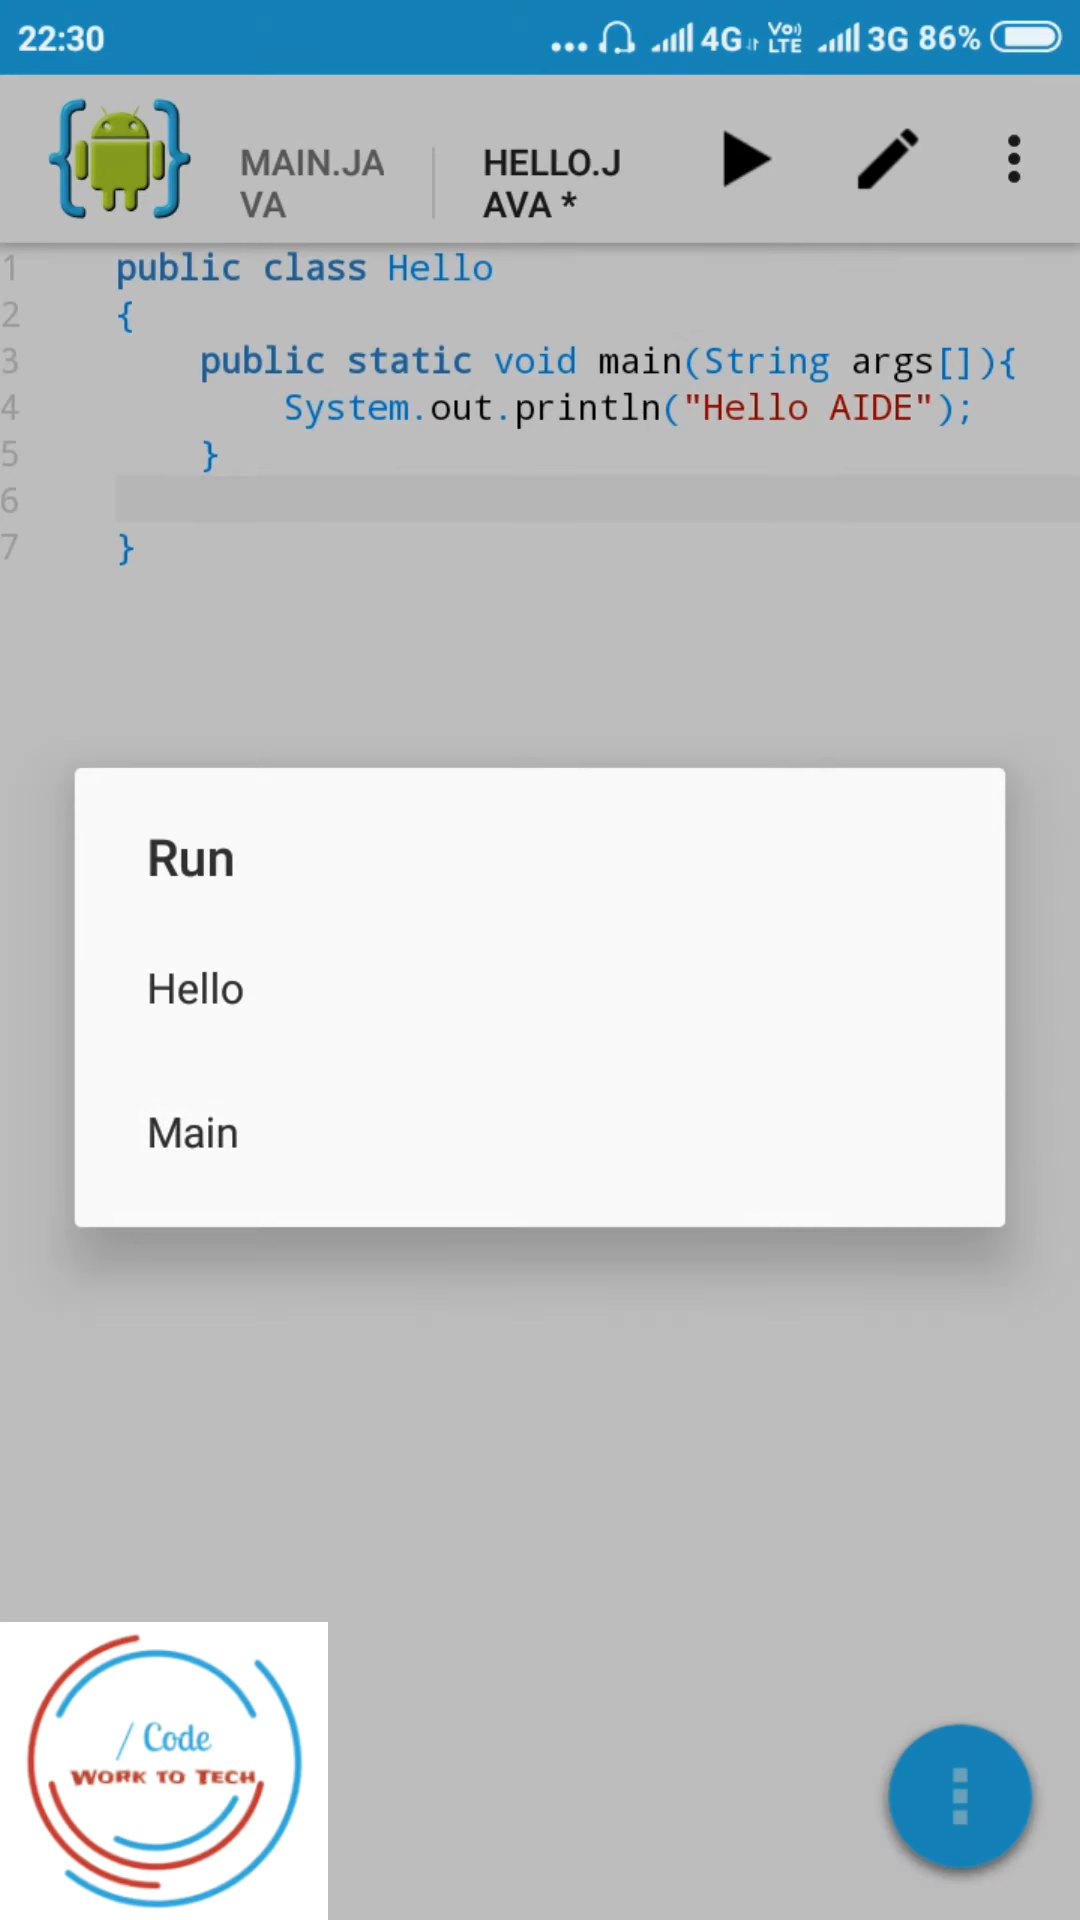 22:30 4G VoLTE 3G 86%
MAIN.JA
VA
HELLO.J
AVA *
1 public class Hello
2 {
3 public static void main(String args[]){
4 System.out.println("Hello AIDE");
5 }
6
7 }
Run
Hello
Main
/ Code
WORK TO TECH